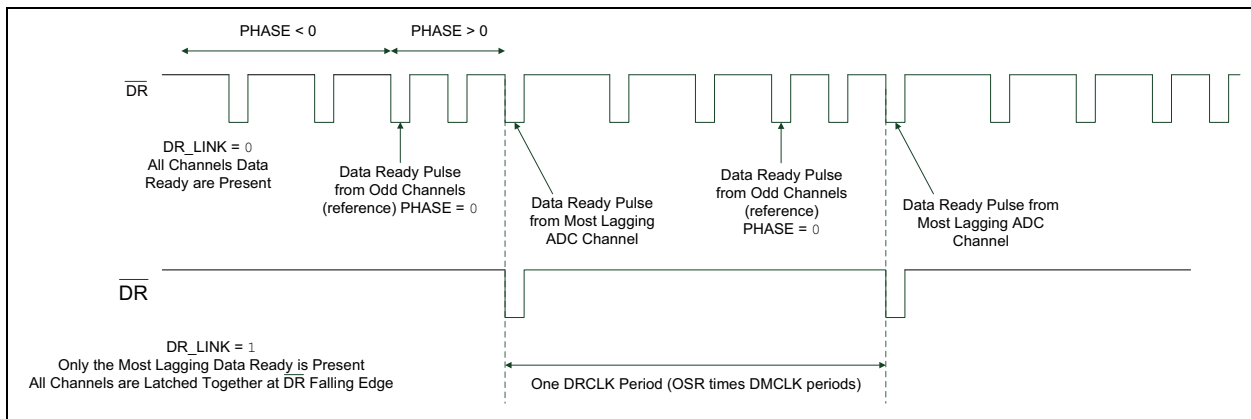 PHASE < 0
PHASE > 0
DR
DR_LINK = 0
All Channels Data
Ready are Present
Data Ready Pulse
from Odd Channels
(reference) PHASE = 0
Data Ready Pulse
from Most Lagging
ADC Channel
Data Ready Pulse
from Odd Channels
(reference)
PHASE = 0
Data Ready Pulse from
Most Lagging ADC
Channel
DR
DR_LINK = 1
Only the Most Lagging Data Ready is Present
All Channels are Latched Together at DR Falling Edge
One DRCLK Period (OSR times DMCLK periods)